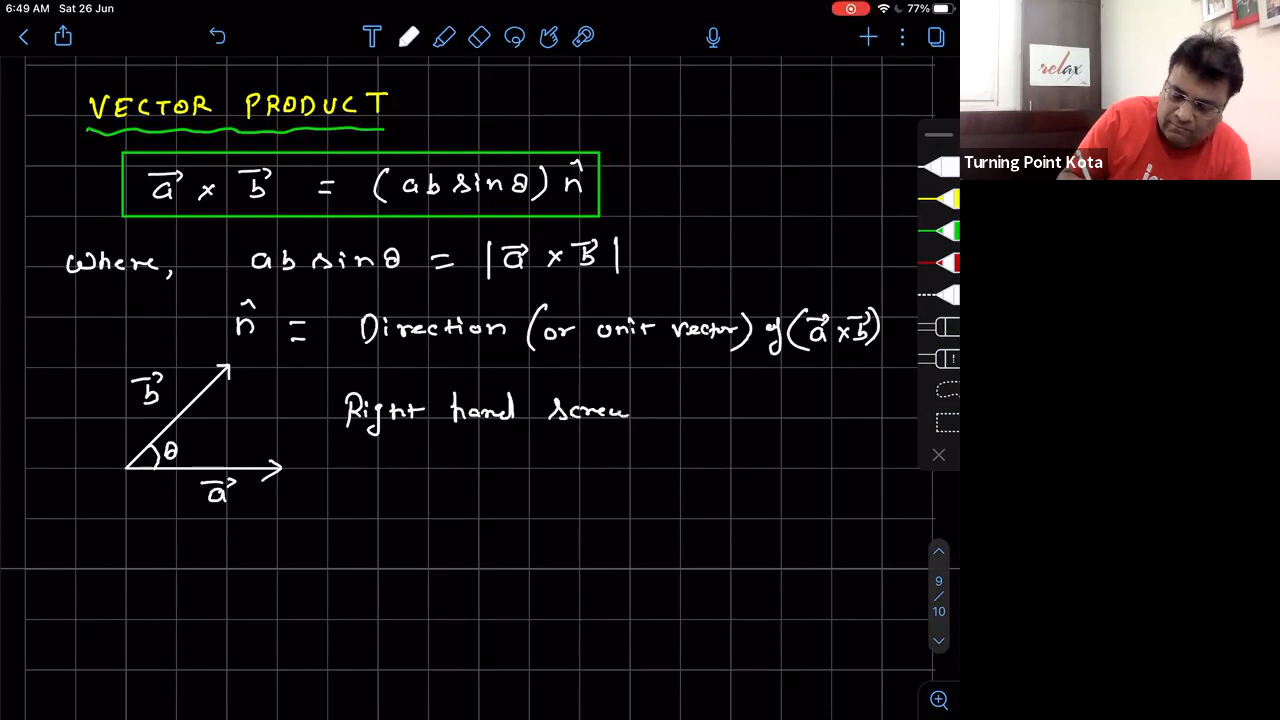 6:49 AM Sat 26 Jun
77%
VECTOR PRODUCT
a⃗ × b⃗ = (ab sinθ) n̂
where, ab sinθ = |a⃗ × b⃗|
n̂ = Direction (or unit vector) of (a⃗ × b⃗)
b⃗
θ
a⃗
Right hand screw
9
/
10
relax
Turning Point Kota